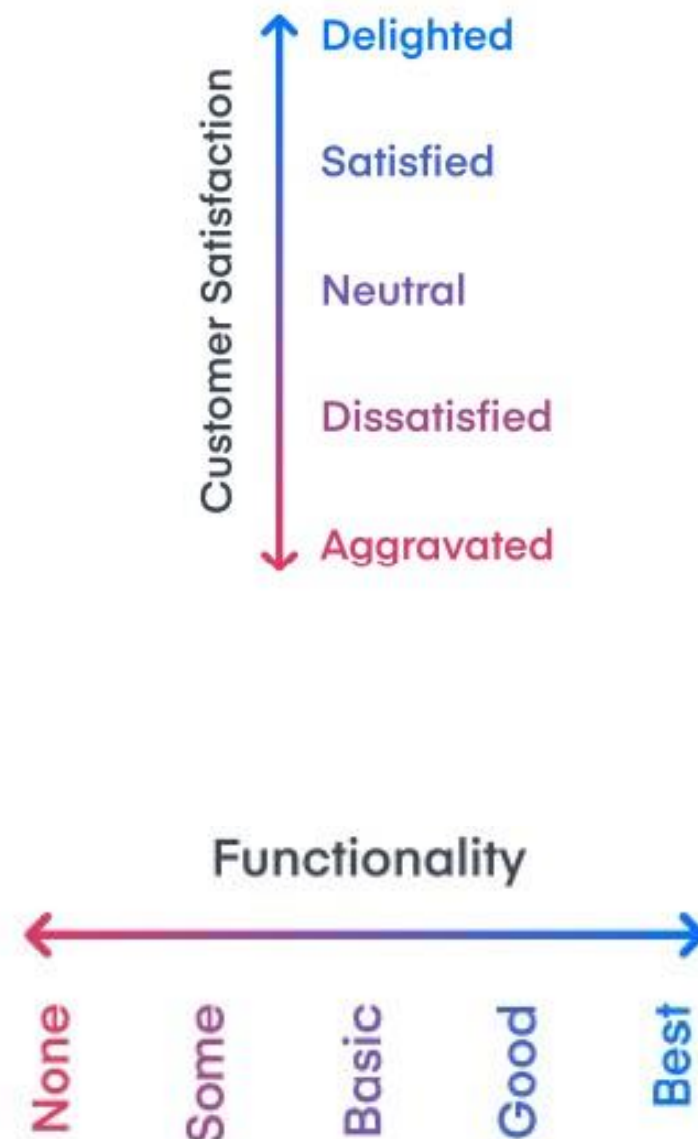 Customer Satisfaction
Delighted
Satisfied
Neutral
Dissatisfied
Aggravated
Functionality
None
Some
Basic
Good
Best